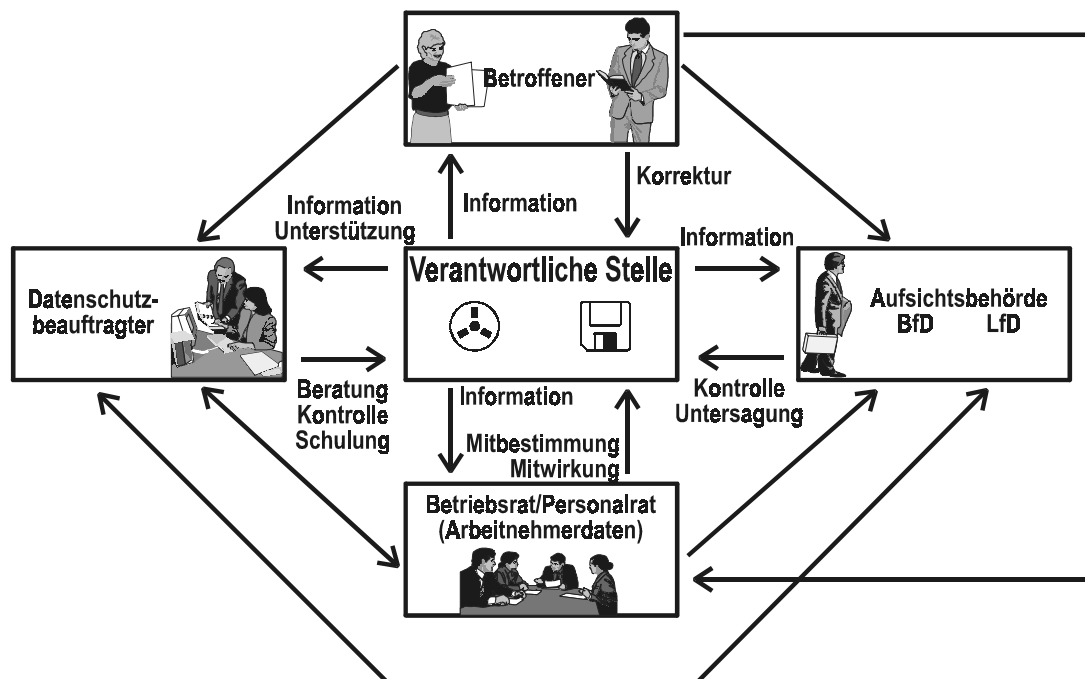 Betroffener
Korrektur
Information
Unterstützung
Information
Information
Verantwortliche Stelle
Datenschutz-
beauftragter
Aufsichtsbehörde
BfD LfD
Beratung
Kontrolle
Schulung
Information
Kontrolle
Untersagung
Mitbestimmung
Mitwirkung
Betriebsrat/Personalrat
(Arbeitnehmerdaten)